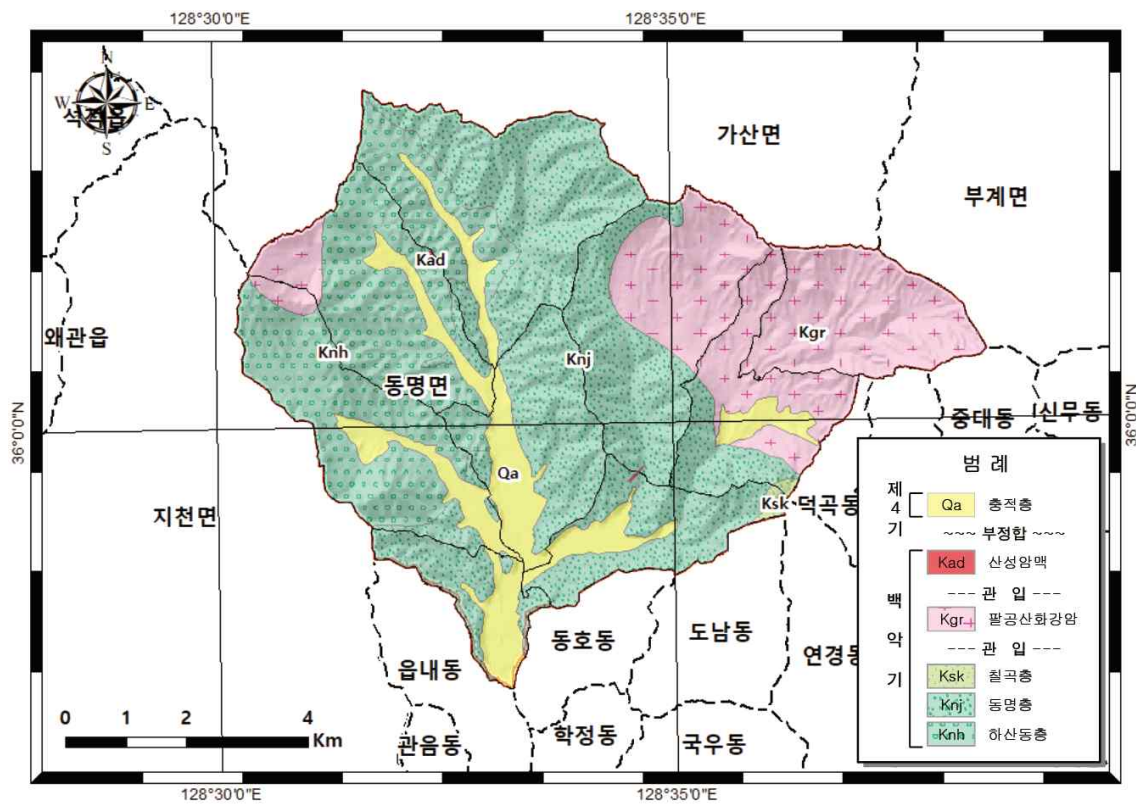 128°30'0"E
128°35'0"E
N
W
E
S
석적읍
가산면
부계면
왜관읍
Kad
Knh
동명면
Knj
Kgr
36°0'0"N
36°0'0"N
중대동
신무동
Qa
지천면
Ksk
덕곡동
읍내동
동호동
도남동
연경동
관음동
학정동
국우동
범 례
제4기
Qa 충적층
~~~ 부정합 ~~~
백악기
Kad 산성암맥
--- 관 입 ---
Kgr 팔공산화강암
--- 관 입 ---
Ksk 칠곡층
Knj 동명층
Knh 하산동층
0 1 2 4
Km
128°30'0"E
128°35'0"E